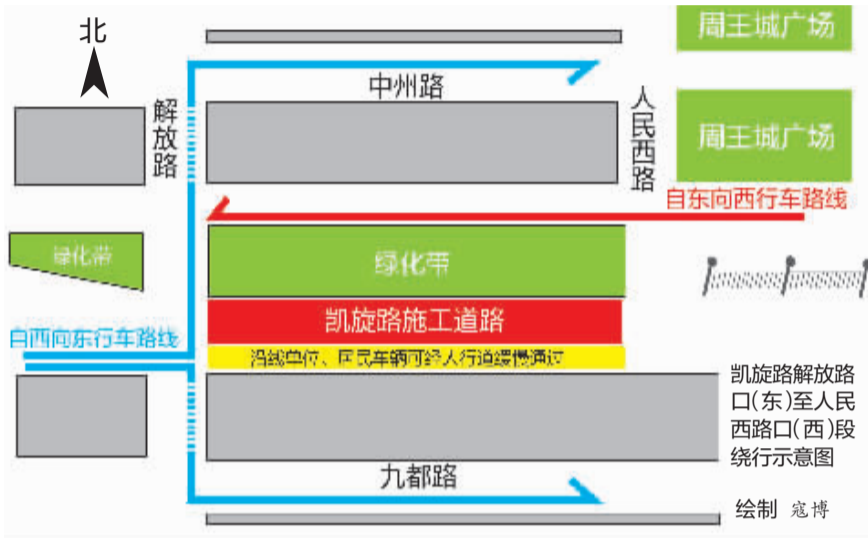 北
周王城广场
中州路
解放路
人民西路
周王城广场
自东向西行车路线
绿化带
绿化带
凯旋路施工道路
自西向东行车路线
沿线单位、居民车辆可经人行道缓慢通过
凯旋路解放路
口(东)至人民
西路口(西)段
绕行示意图
九都路
绘制 寇博